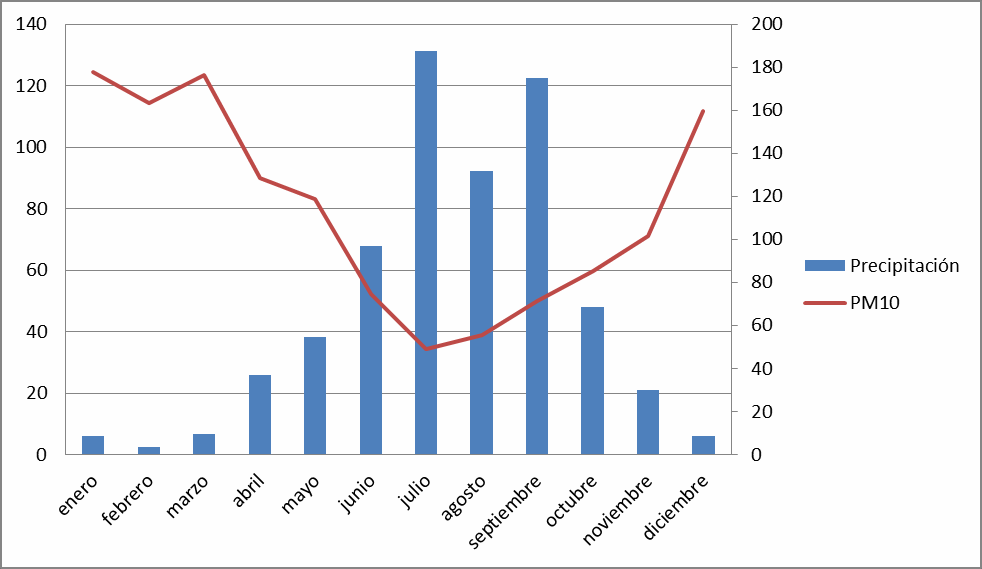 140
120
100
80
60
40
20
0
200
180
160
140
120
100
80
60
40
20
0
enero
febrero
marzo
abril
mayo
junio
julio
agosto
septiembre
octubre
noviembre
diciembre
Precipitación
PM10